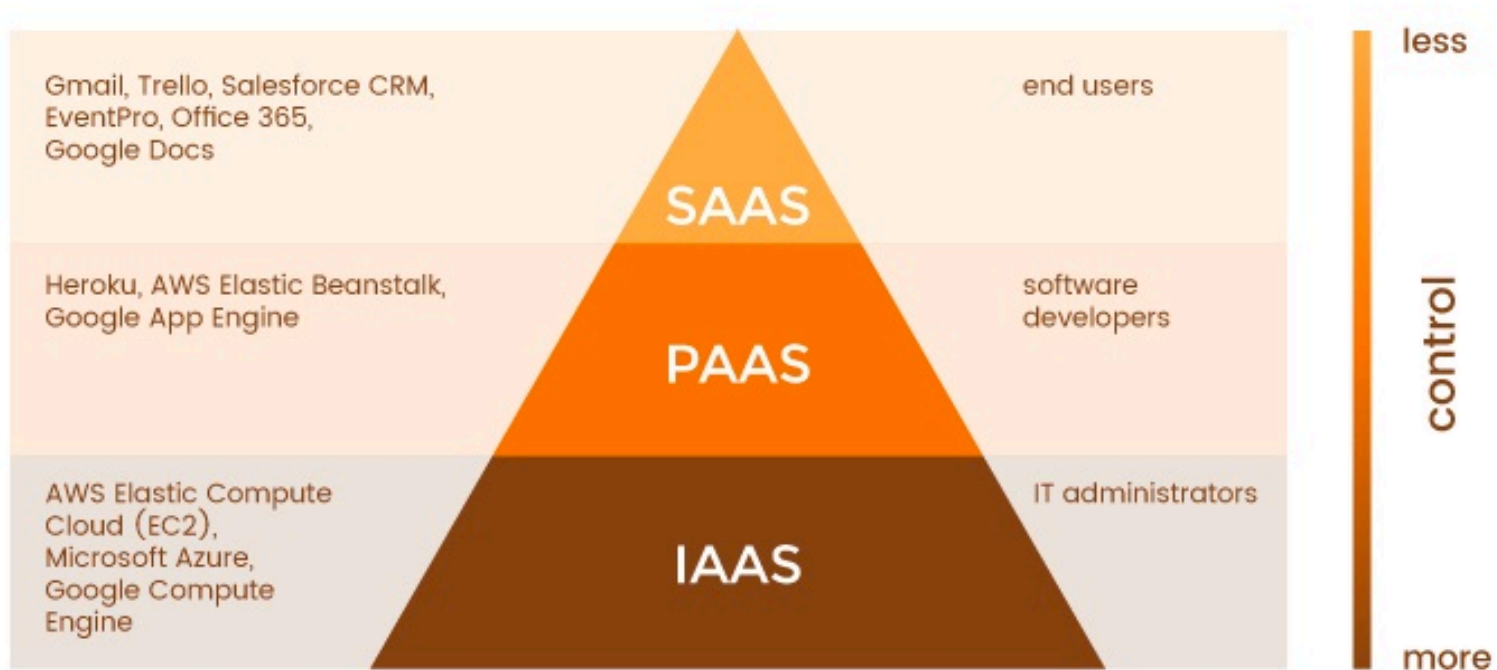 less
Gmail, Trello, Salesforce CRM,
EventPro, Office 365,
Google Docs
end users
SAAS
Heroku, AWS Elastic Beanstalk,
Google App Engine
software
developers
PAAS
control
AWS Elastic Compute
Cloud (EC2),
Microsoft Azure,
Google Compute
Engine
IT administrators
IAAS
more